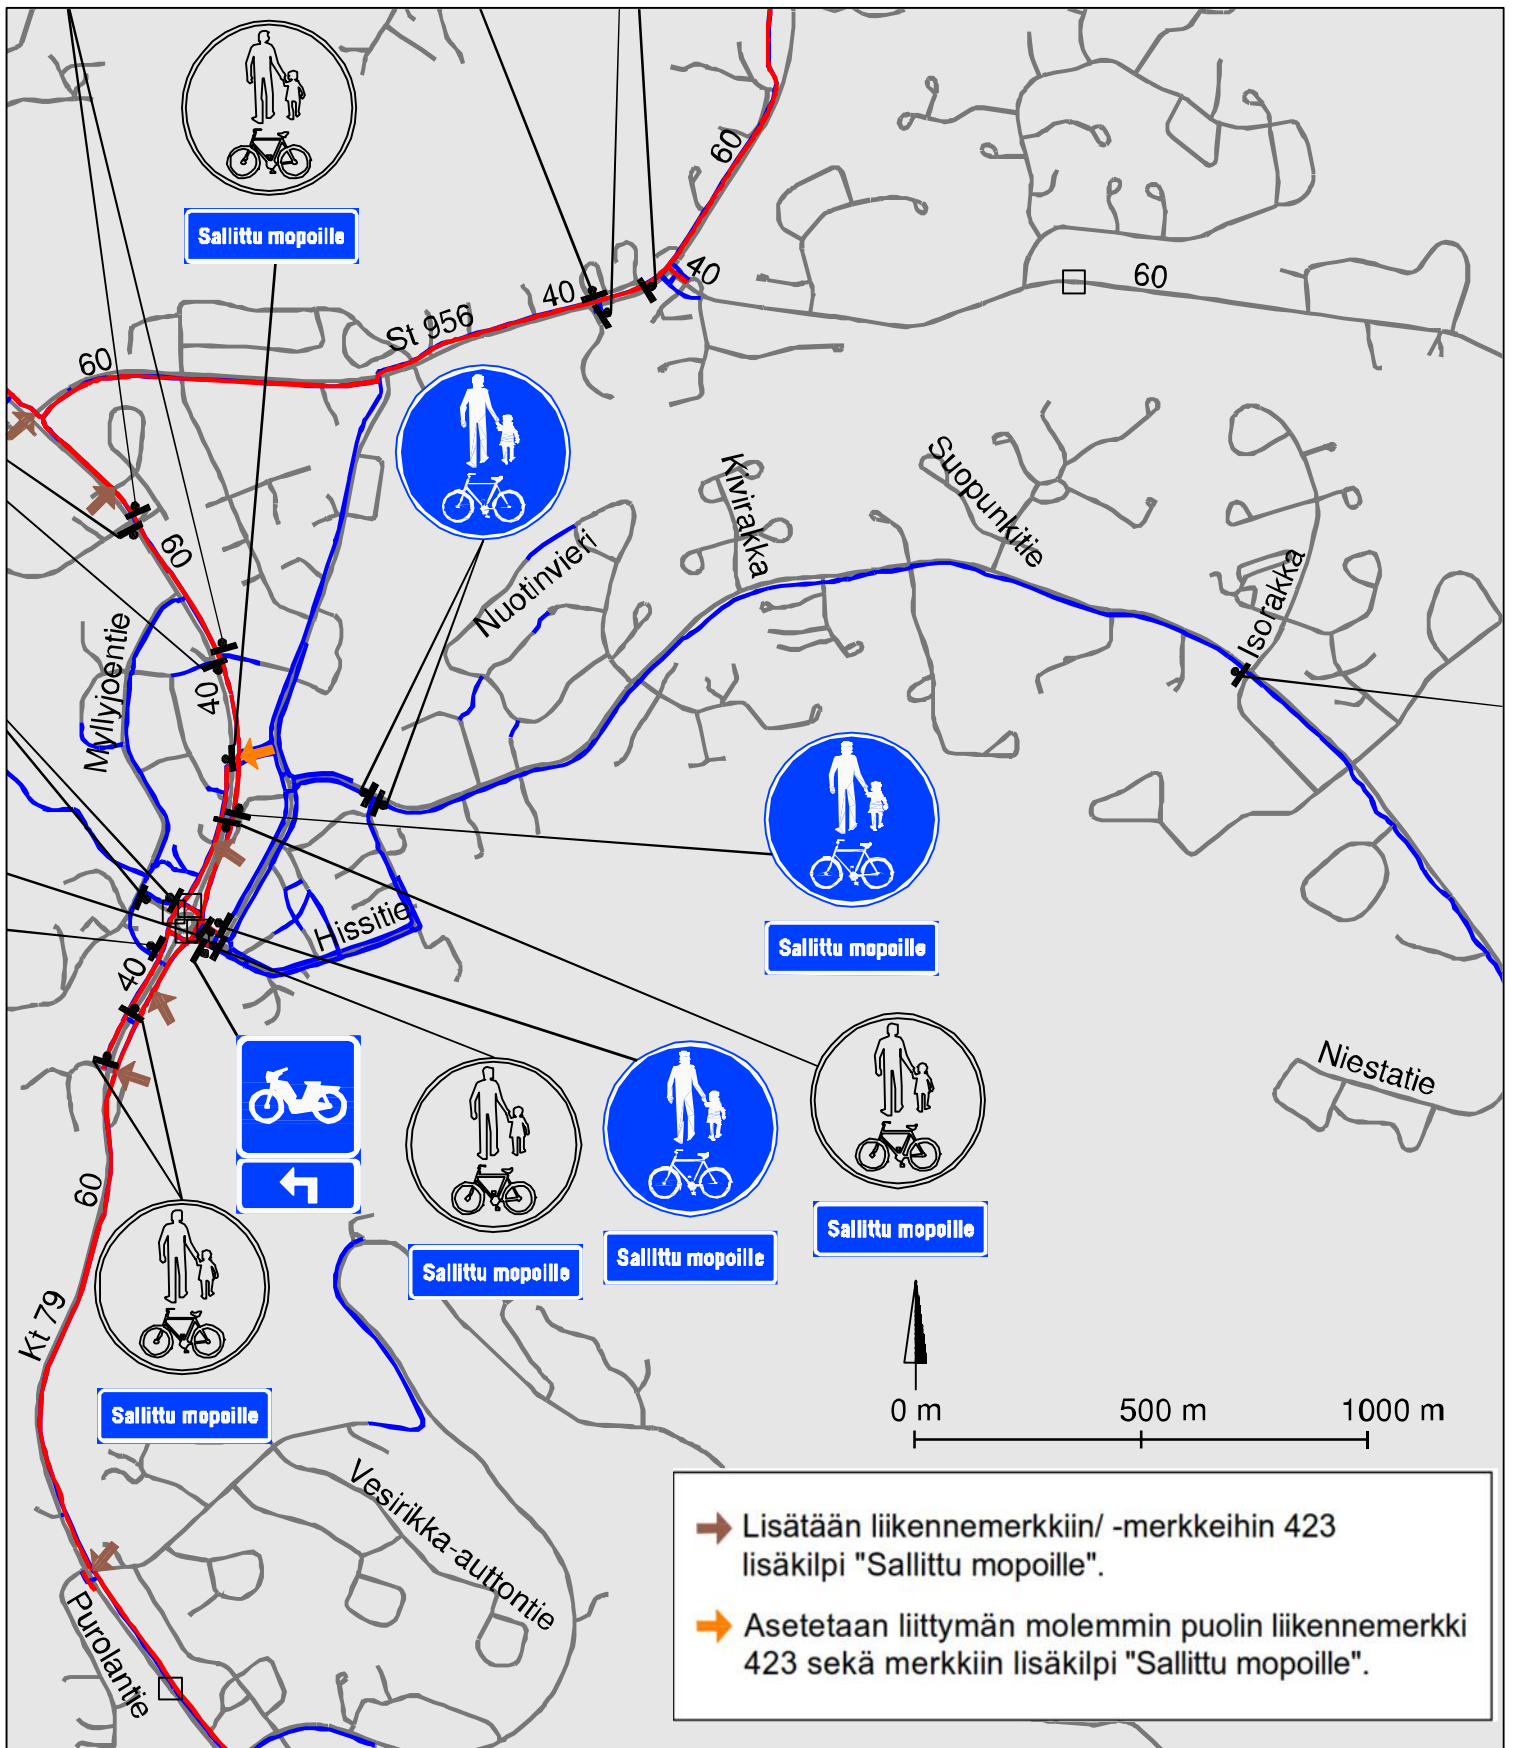 Sallittu mopoille
60
40
60
40
St 956
60
Kivirakka
Suopunkitie
60
Nuotinvieri
Isorakka
Myllyjoentie
40
Hissitie
Sallittu mopoille
40
Niestatie
60
Sallittu mopoille
Sallittu mopoille
Sallittu mopoille
Kt 79
Sallittu mopoille
0 m
500 m
1000 m
Vesirikka-auttontie
Purolantie
Lisätään liikennemerkkiin/ -merkkeihin 423
lisäkilpi "Sallittu mopoille".
Asetetaan liittymän molemmin puolin liikennemerkki
423 sekä merkkiin lisäkilpi "Sallittu mopoille".